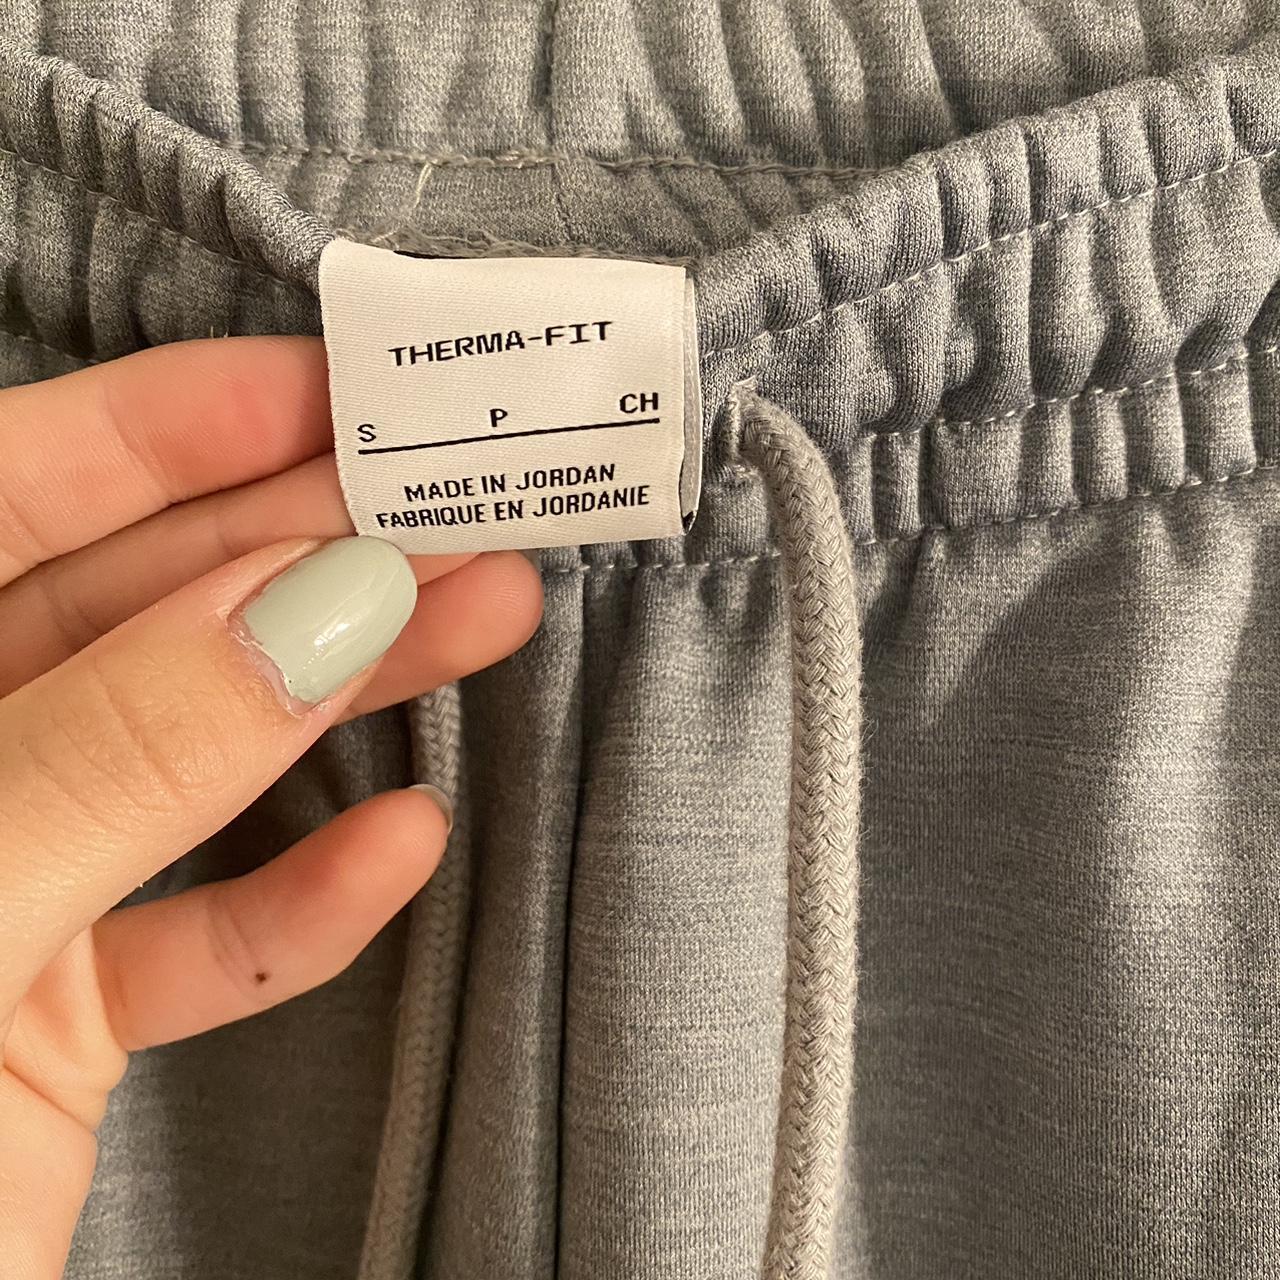 THERMA-FIT
S P CH
MADE IN JORDAN
FABRIQUE EN JORDANIE